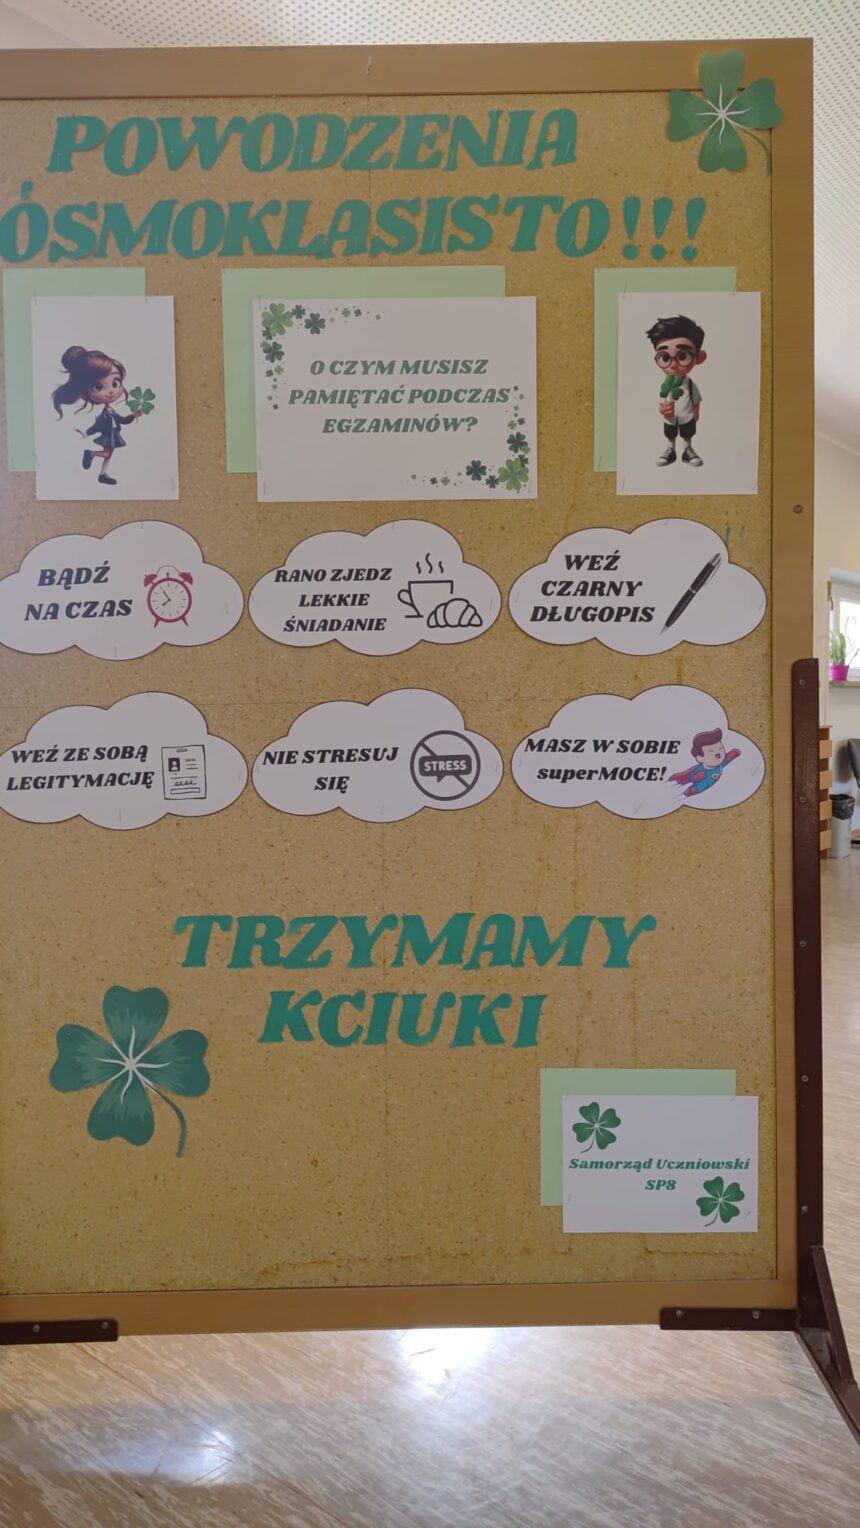 POWODZENIA
ÓSMOKLASISTO!!!
O CZYM MUSISZ
PAMIĘTAĆ PODCZAS
EGZAMINÓW?
BĄDŹ
NA CZAS
RANO ZJEDZ
LEKKIE
ŚNIADANIE
WEŹ
CZARNY
DŁUGOPIS
WEŹ ZE SOBĄ
LEGITYMACJĘ
NIE STRESUJ
SIĘ
STRESS
MASZ W SOBIE
superMOCE!
TRZYMAMY
KCIUKI
Samorząd Uczniowski
SP8